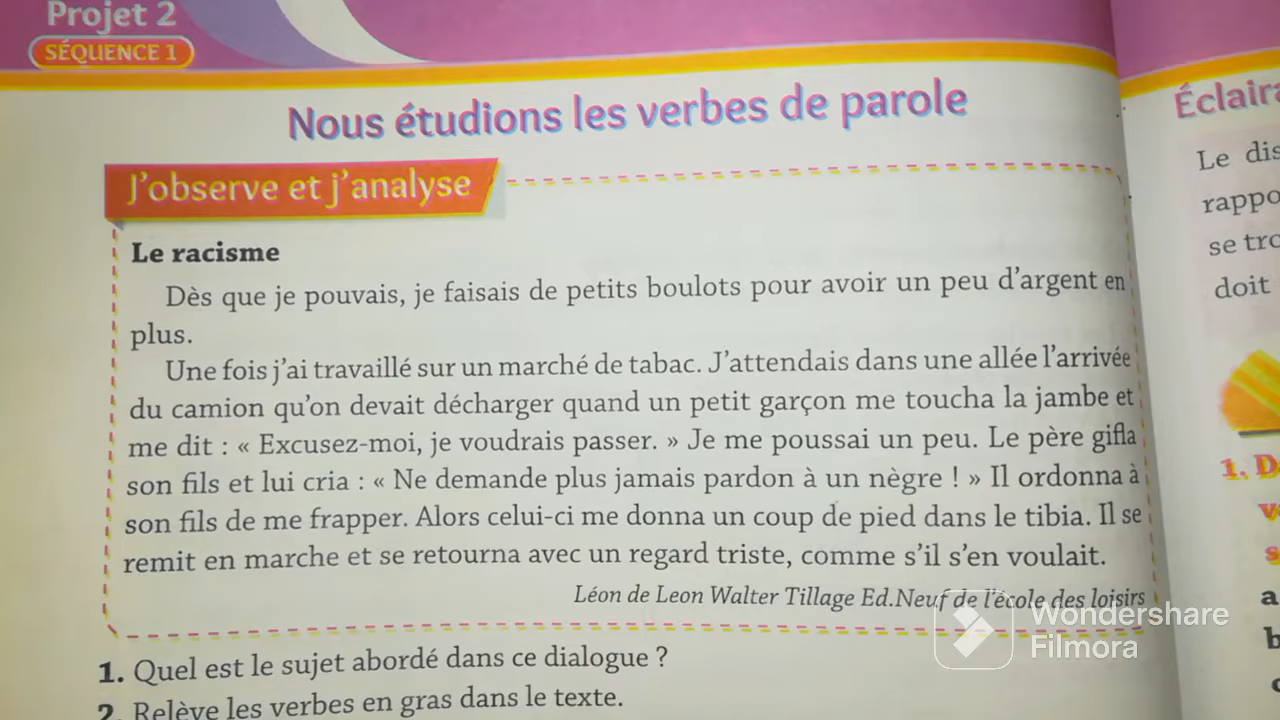 Projet 2
SÉQUENCE 1
Nous étudions les verbes de parole
J'observe et j'analyse
Le racisme
Dès que je pouvais, je faisais de petits boulots pour avoir un peu d'argent en
plus.
Une fois j'ai travaillé sur un marché de tabac. J'attendais dans une allée l'arrivée
du camion qu'on devait décharger quand un petit garçon me toucha la jambe et
me dit : « Excusez-moi, je voudrais passer. » Je me poussai un peu. Le père gifla
son fils et lui cria : « Ne demande plus jamais pardon à un nègre ! » Il ordonna à
son fils de me frapper. Alors celui-ci me donna un coup de pied dans le tibia. Il se
remit en marche et se retourna avec un regard triste, comme s'il s'en voulait.
Léon de Leon Walter Tillage Ed.Neuf de l'école des loisirs
1. Quel est le sujet abordé dans ce dialogue ?
2. Relève les verbes en gras dans le texte.
Le
se
doit
1.
a
b
Wondershare
Filmora